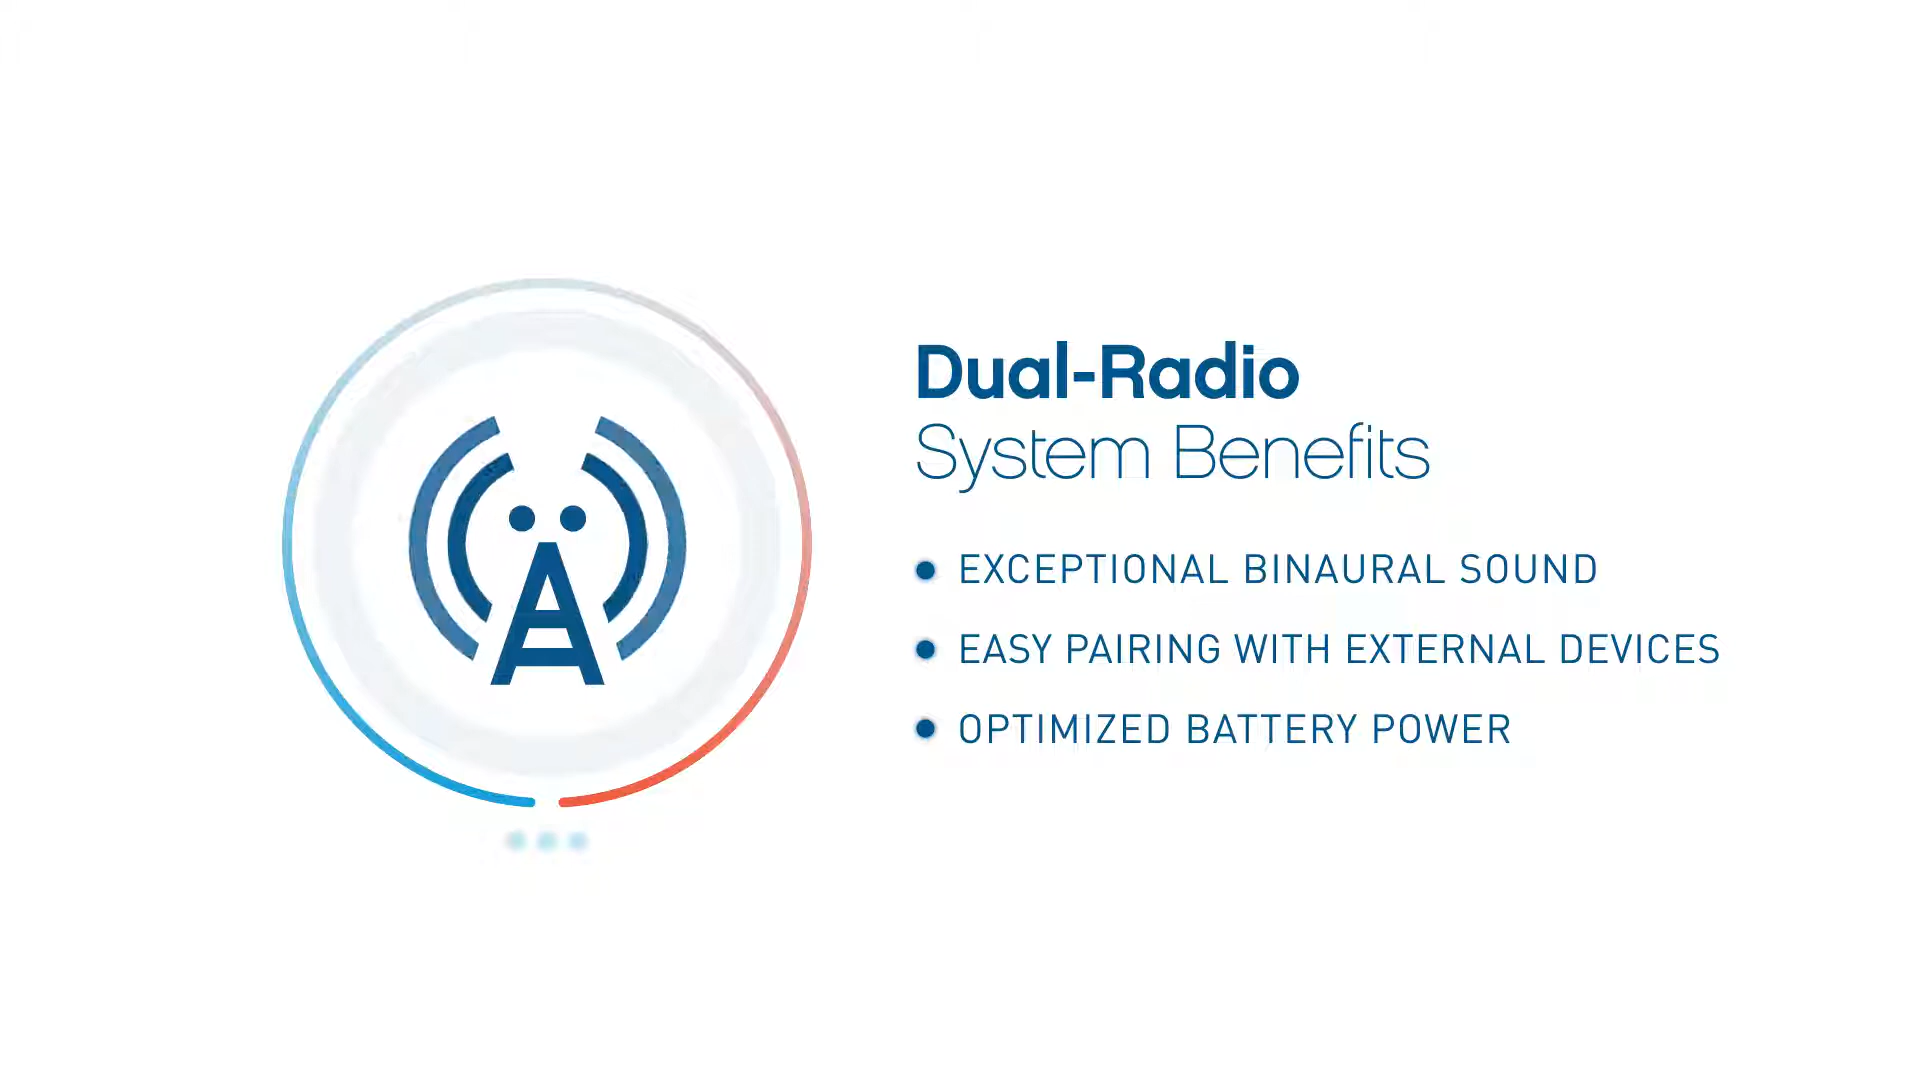 Dual-Radio
System Benefits
EXCEPTIONAL BINAURAL SOUND
EASY PAIRING WITH EXTERNAL DEVICES
OPTIMIZED BATTERY POWER